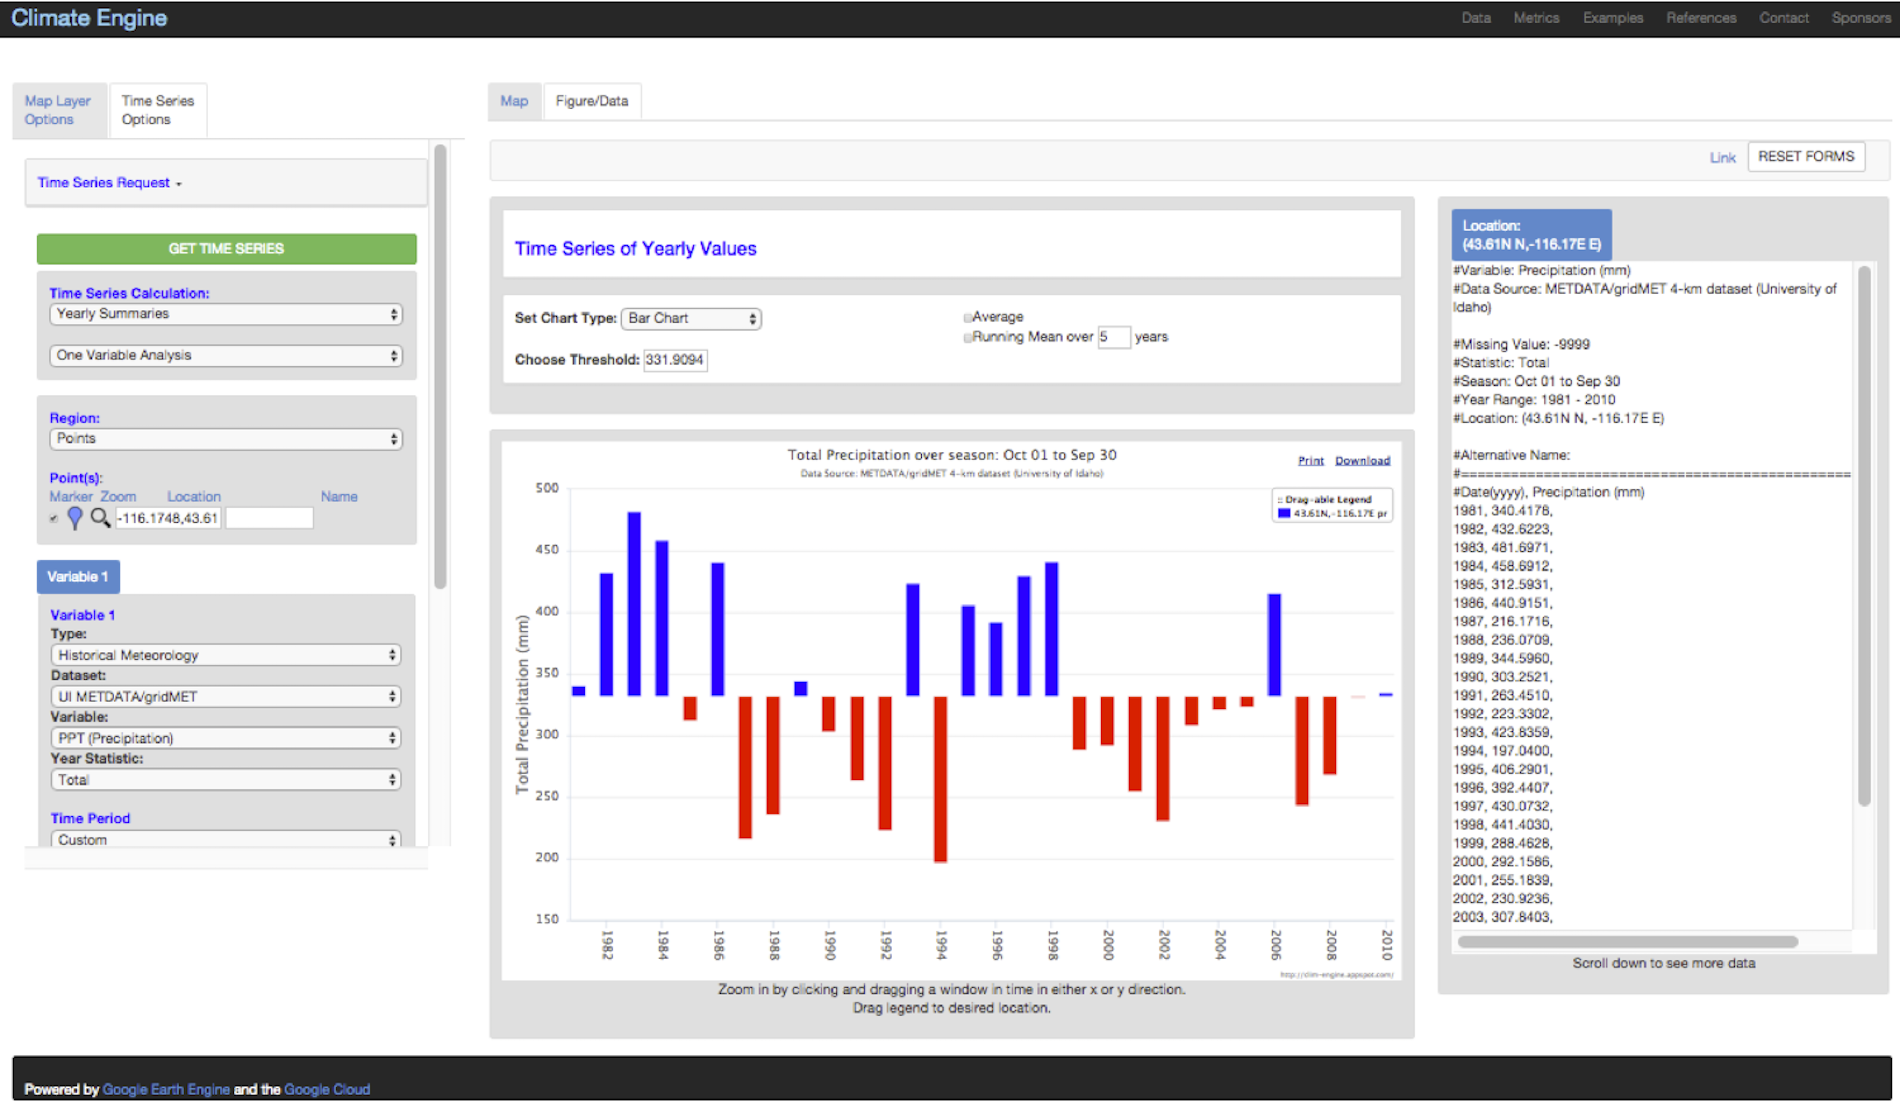 Climate Engine
Data Metrics Examples References Contact Sponsors
Map Layer Options
Time Series Options
Time Series Request
GET TIME SERIES
Time Series Calculation:
Yearly Summaries
One Variable Analysis
Region:
Points
Point(s):
Marker Zoom Location Name
-116.1748,43.61
Variable 1
Variable 1
Type:
Historical Meteorology
Dataset:
UI METDATA/gridMET
Variable:
PPT (Precipitation)
Year Statistic:
Total
Time Period
Custom
Map Figure/Data
Link RESET FORMS
Time Series of Yearly Values
Set Chart Type: Bar Chart
Choose Threshold: 331.9094
Average
Running Mean over 5 years
Total Precipitation over season: Oct 01 to Sep 30
Data Source: METDATA/gridMET 4-km dataset (University of Idaho)
Print Download
:: Drag-able Legend
43.61N,-116.17E pr
Total Precipitation (mm)
500
450
400
350
300
250
200
150
1982 1984 1986 1988 1990 1992 1994 1996 1998 2000 2002 2004 2006 2008 2010
http://clim-engine.appspot.com/
Zoom in by clicking and dragging a window in time in either x or y direction.
Drag legend to desired location.
Location:
(43.61N N,-116.17E E)
#Variable: Precipitation (mm)
#Data Source: METDATA/gridMET 4-km dataset (University of
Idaho)
#Missing Value: -9999
#Statistic: Total
#Season: Oct 01 to Sep 30
#Year Range: 1981 - 2010
#Location: (43.61N N, -116.17E E)
#Alternative Name:
#==============================================
#Date(yyyy), Precipitation (mm)
1981, 340.4178,
1982, 432.6223,
1983, 481.6971,
1984, 458.6912,
1985, 312.5931,
1986, 440.9151,
1987, 216.1716,
1988, 236.0709,
1989, 344.5960,
1990, 303.2521,
1991, 263.4510,
1992, 223.3302,
1993, 423.8359,
1994, 197.0400,
1995, 406.2901,
1996, 392.4407,
1997, 430.0732,
1998, 441.4030,
1999, 288.4628,
2000, 292.1586,
2001, 255.1839,
2002, 230.9236,
2003, 307.8403,
Scroll down to see more data
Powered by Google Earth Engine and the Google Cloud